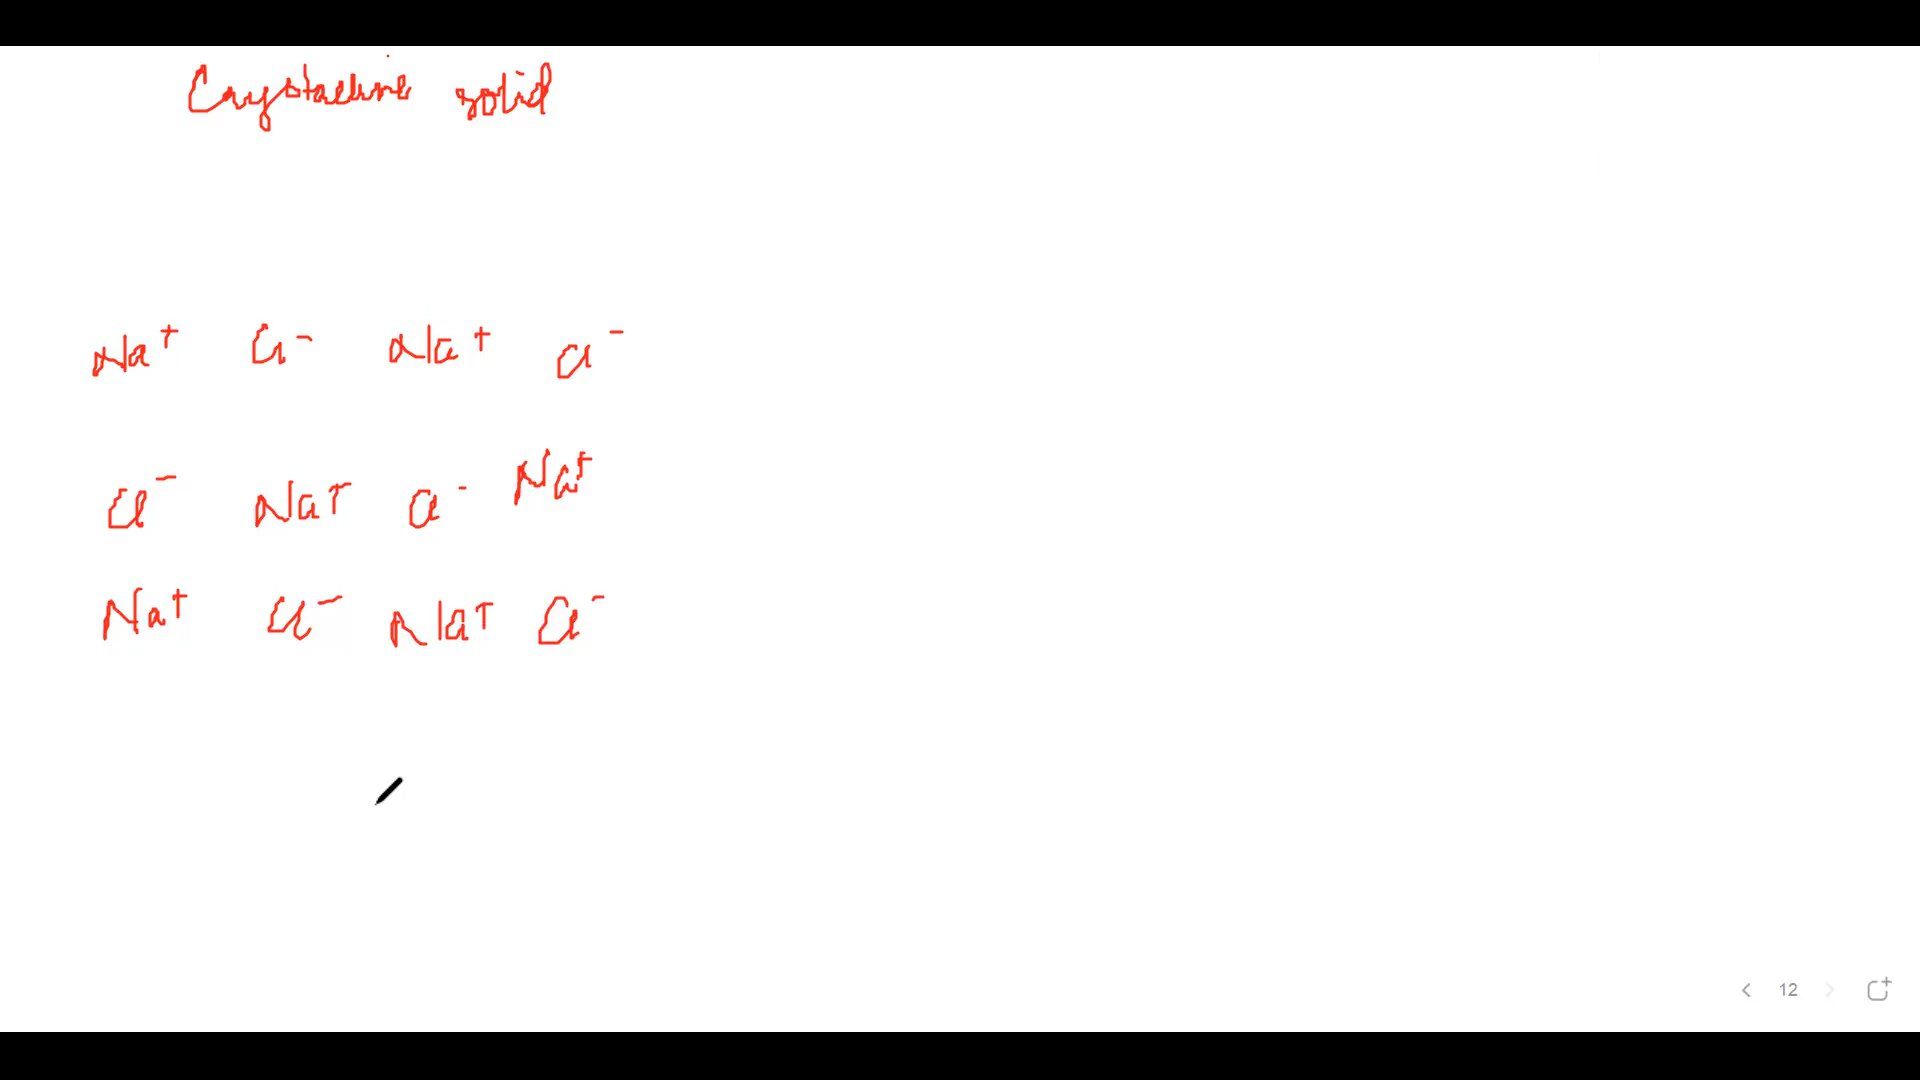 Crystalline solid
Na⁺ Cl⁻ Na⁺ Cl⁻
Cl⁻ Na⁺ Cl⁻ Na⁺
Na⁺ Cl⁻ Na⁺ Cl⁻
12